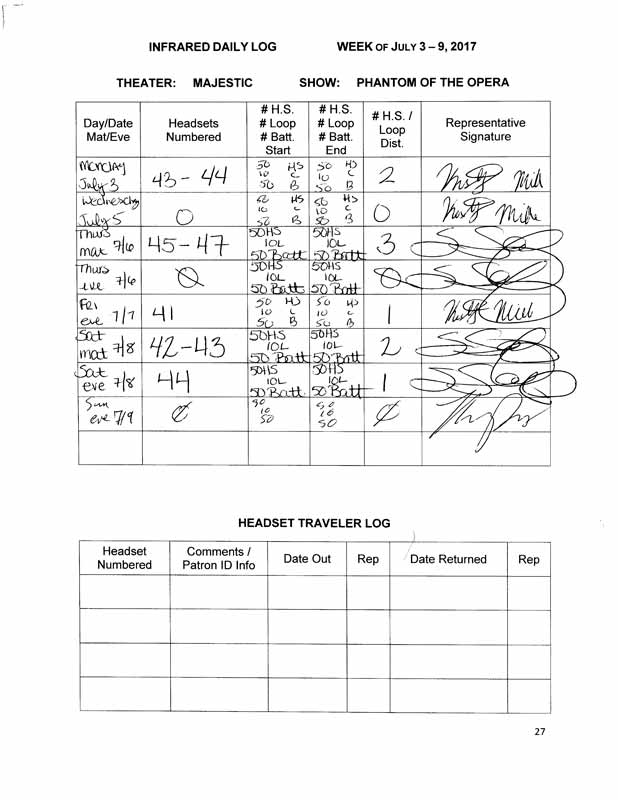 INFRARED DAILY LOG WEEK OF JULY 3 – 9, 2017
THEATER: MAJESTIC SHOW: PHANTOM OF THE OPERA
Day/Date Mat/Eve Headsets Numbered # H.S. # Loop # Batt. Start # H.S. # Loop # Batt. End # H.S. / Loop Dist. Representative Signature
Monday July 3 43 - 44 50 HS 10 L 50 B 50 HS 10 L 50 B 2
Wednesday July 5 0 50 HS 10 L 50 B 50 HS 10 L 50 B 0
Thurs mat 7/6 45 - 47 50HS 10L 50 Batt 50HS 10L 50 Batt 3
Thurs eve 7/6 Ø 50HS 10L 50 Batt 50HS 10L 50 Batt Ø
Fri eve 7/7 41 50 HS 10 L 50 B 50 HS 10 L 50 B 1
Sat mat 7/8 42-43 50HS 10L 50 Batt 50HS 10L 50 Batt 2
Sat eve 7/8 44 50HS 10L 50 Batt 50HS 10L 50 Batt 1
Sun eve 7/9 Ø 50 10 50 50 10 50 Ø
HEADSET TRAVELER LOG
Headset Numbered Comments / Patron ID Info Date Out Rep Date Returned Rep
27